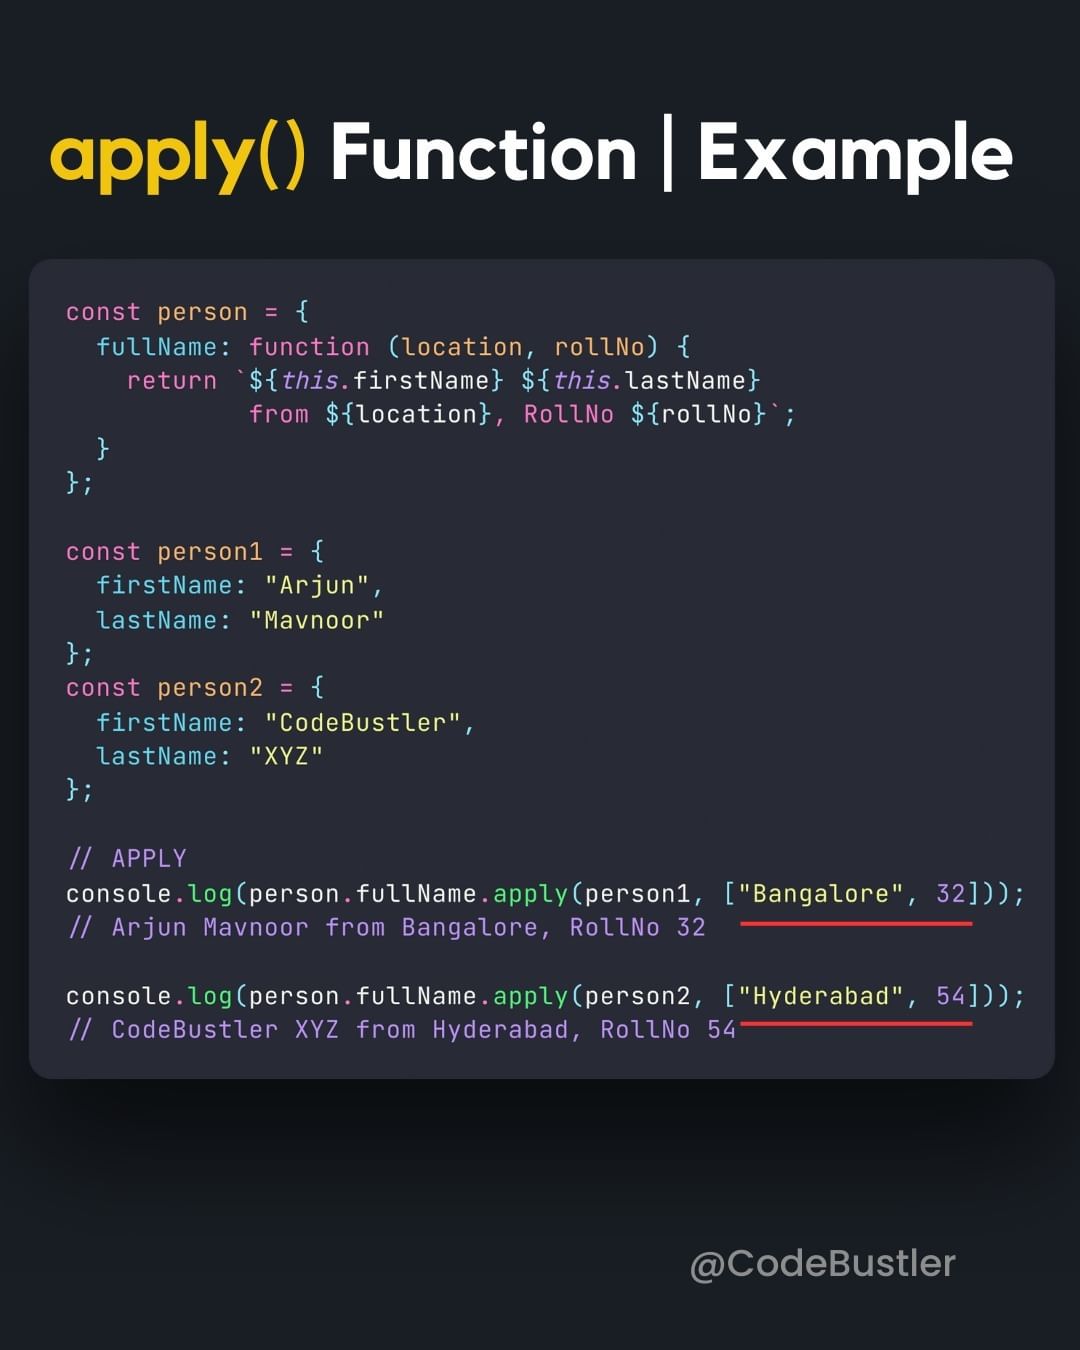 apply() Function | Example
const person = {
  fullName: function (location, rollNo) {
    return `${this.firstName} ${this.lastName}
            from ${location}, RollNo ${rollNo}`;
  }
};
const person1 = {
  firstName: "Arjun",
  lastName: "Mavnoor"
};
const person2 = {
  firstName: "CodeBustler",
  lastName: "XYZ"
};
// APPLY
console.log(person.fullName.apply(person1, ["Bangalore", 32]));
// Arjun Mavnoor from Bangalore, RollNo 32
console.log(person.fullName.apply(person2, ["Hyderabad", 54]));
// CodeBustler XYZ from Hyderabad, RollNo 54
@CodeBustler